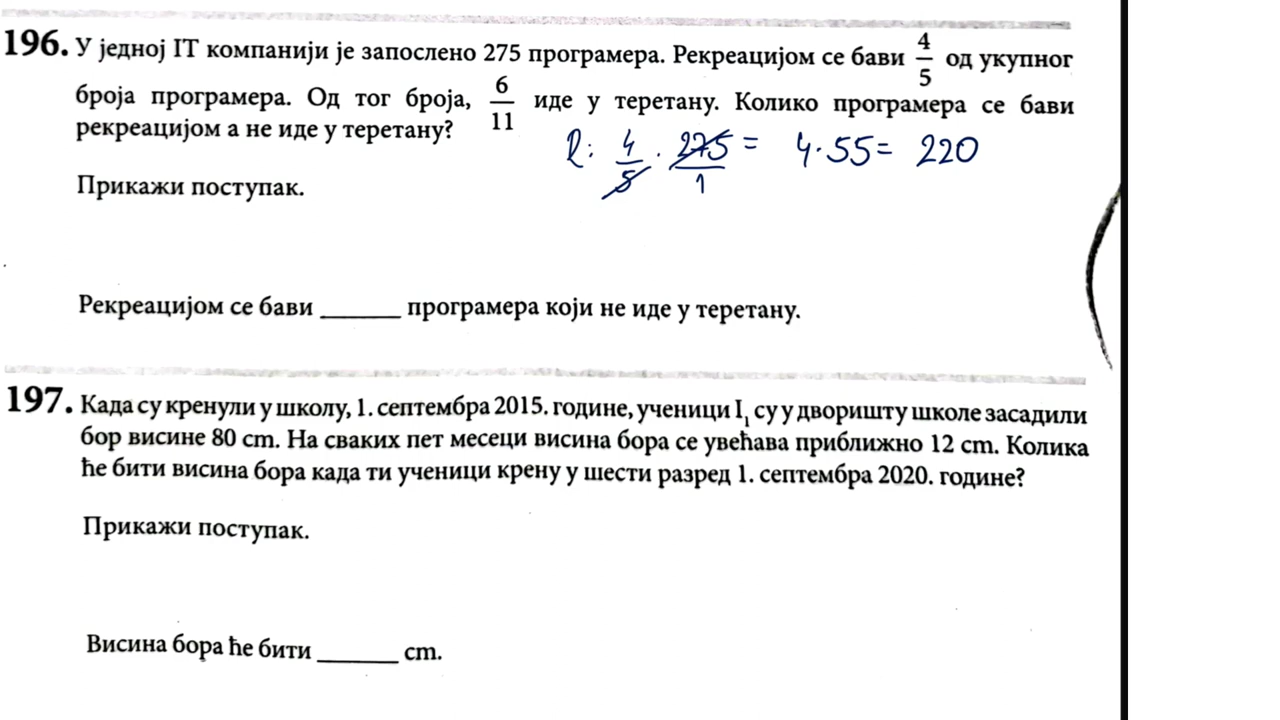 196. У једној IT компанији је запослено 275 програмера. Рекреацијом се бави 4/5 од укупног
броја програмера. Од тог броја, 6/11 иде у теретану. Колико програмера се бави
рекреацијом а не иде у теретану?
R: 4/5 · 275/1 = 4·55 = 220
Прикажи поступак.
Рекреацијом се бави ______ програмера који не иде у теретану.
197. Када су кренули у школу, 1. септембра 2015. године, ученици I₁ су у дворишту школе засадили
бор висине 80 cm. На сваких пет месеци висина бора се увећава приближно 12 cm. Колика
ће бити висина бора када ти ученици крену у шести разред 1. септембра 2020. године?
Прикажи поступак.
Висина бора ће бити ______ cm.